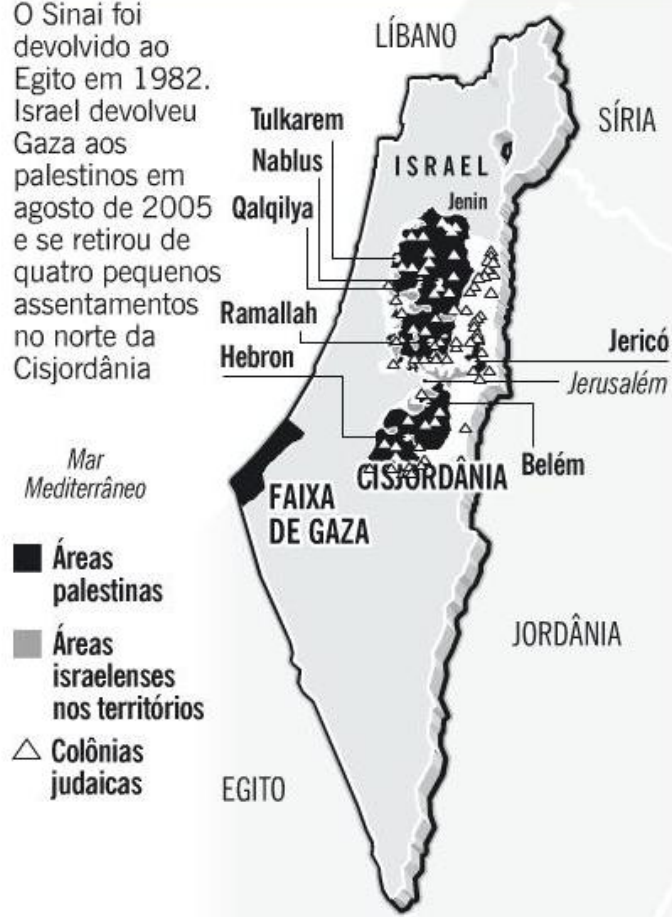 O Sinai foi
devolvido ao
Egito em 1982.
Israel devolveu
Gaza aos
palestinos em
agosto de 2005
e se retirou de
quatro pequenos
assentamentos
no norte da
Cisjordânia
LÍBANO
SÍRIA
Tulkarem
Nablus
Qalqilya
ISRAEL
Jenin
Ramallah
Hebron
Jericó
Jerusalém
Belém
CISJORDÂNIA
Mar
Mediterrâneo
FAIXA
DE GAZA
Áreas
palestinas
Áreas
israelenses
nos territórios
Colônias
judaicas
JORDÂNIA
EGITO